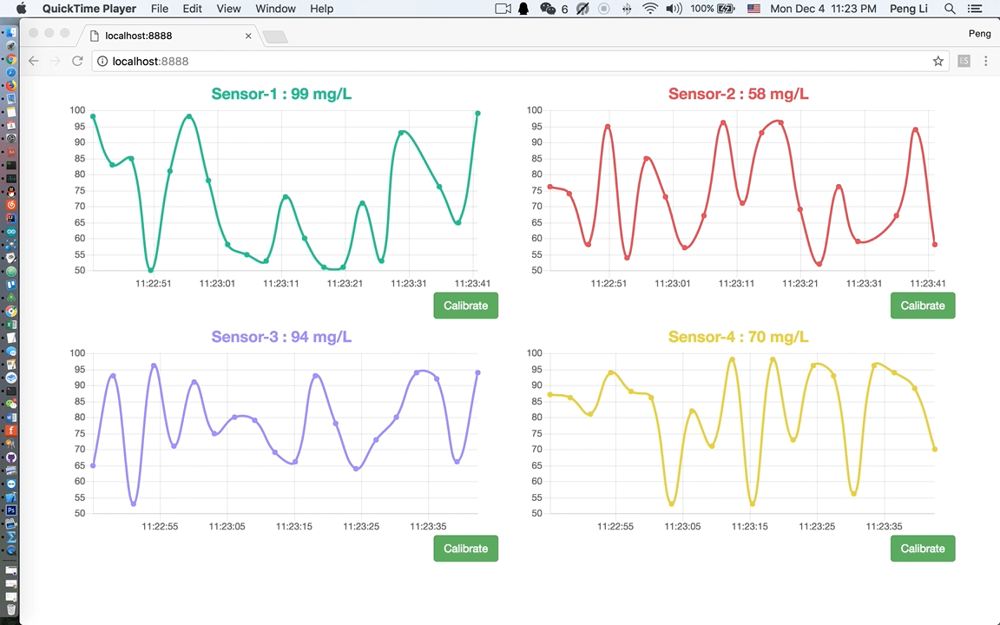 QuickTime Player File Edit View Window Help 6 100% Mon Dec 4 11:23 PM Peng Li
localhost:8888 Peng
localhost:8888 ES
Sensor-1 : 99 mg/L
100
95
90
85
80
75
70
65
60
55
50
11:22:51 11:23:01 11:23:11 11:23:21 11:23:31 11:23:41
Calibrate
Sensor-2 : 58 mg/L
100
95
90
85
80
75
70
65
60
55
50
11:22:51 11:23:01 11:23:11 11:23:21 11:23:31 11:23:41
Calibrate
Sensor-3 : 94 mg/L
100
95
90
85
80
75
70
65
60
55
50
11:22:55 11:23:05 11:23:15 11:23:25 11:23:35
Calibrate
Sensor-4 : 70 mg/L
100
95
90
85
80
75
70
65
60
55
50
11:22:55 11:23:05 11:23:15 11:23:25 11:23:35
Calibrate
Ps